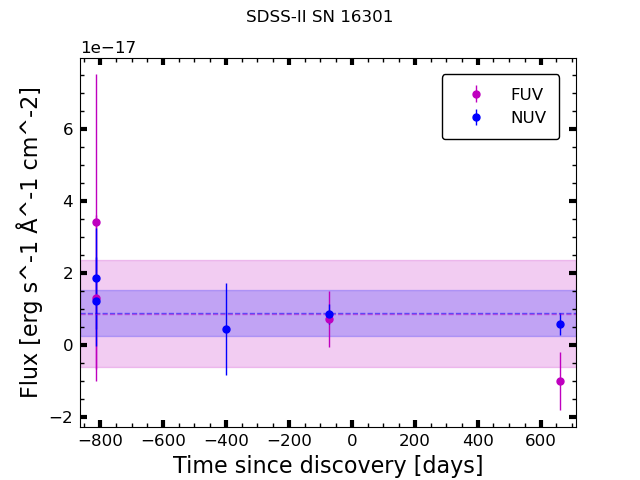 SDSS-II SN 16301
1e−17
FUV
NUV
6
4
2
0
−2
−800 −600 −400 −200 0 200 400 600
Time since discovery [days]
Flux [erg s^-1 Å^-1 cm^-2]